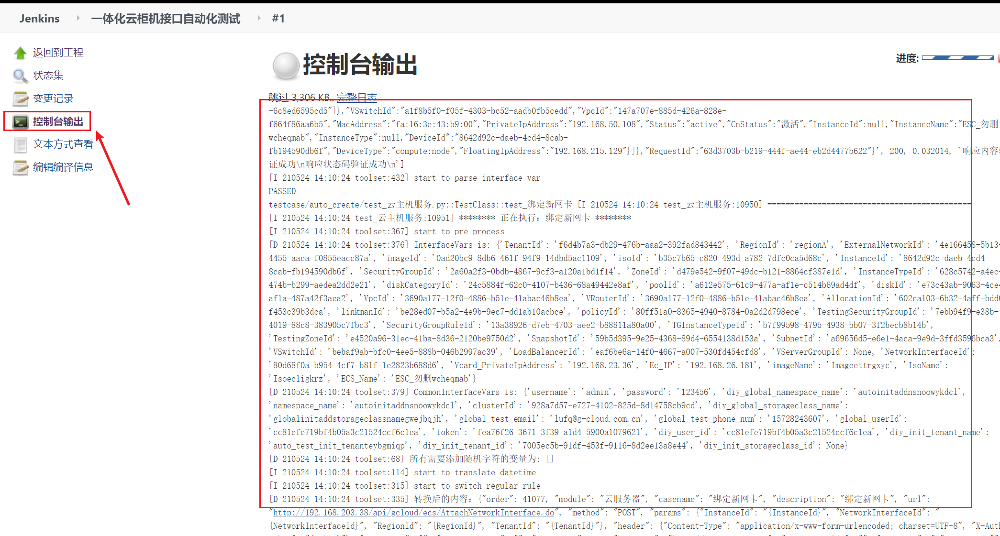 Jenkins 一体化云柜机接口自动化测试 #1
返回到工程
状态集
变更记录
控制台输出
文本方式查看
编辑编译信息
控制台输出
进度:
跳过 3,306 KB.. 完整日志
-6c8ed6595cd5"]},"VSwitchId":"a1f8b5f0-f05f-4303-bc52-aadb0fb5cedd","VpcId":"147a707e-885d-426a-828e-
f664f86aa6b5","MacAddress":"fa:16:3e:43:b9:00","PrivateIpAddress":"192.168.50.108","Status":"active","CnStatus":"激活","InstanceId":null,"InstanceName":"ESC_勿删
wcheqmab","InstanceType":null,"DeviceId":"8642d92c-daeb-4cd4-8cab-
fb194590db6f","DeviceType":"compute:node","FloatingIpAddress":"192.168.215.129"}]},"RequestId":"63d3703b-b219-444f-ae44-eb2d4477b622"}', 200, 0.032014, '响应内容
证成功\n响应状态码验证成功\n']
[I 210524 14:10:24 toolset:432] start to parse interface var
PASSED
testcase/auto_create/test_云主机服务.py::TestClass::test_绑定新网卡 [I 210524 14:10:24 test_云主机服务:10950] =============================================
[I 210524 14:10:24 test_云主机服务:10951] ******** 正在执行: 绑定新网卡 ********
[I 210524 14:10:24 toolset:367] start to pre process
[D 210524 14:10:24 toolset:376] InterfaceVars is: {'TenantId': 'f6d4b7a3-db29-476b-aaa2-392fad843442', 'RegionId': 'regionA', 'ExternalNetworkId': '4e166458-5b13-
4455-aaea-f0855eacc87a', 'imageId': '0ad20bc9-8db6-461f-94f9-14dbd5ac1109', 'isoId': 'b35c7b65-c820-493d-a782-7dfc0ca5d68c', 'InstanceId': '8642d92c-daeb-4cd4-
8cab-fb194590db6f', 'SecurityGroupId': '2a60a2f3-0bdb-4867-9cf3-a120a1bd1f14', 'ZoneId': 'd479e542-9f07-49dc-b121-8864cf387e1d', 'InstanceTypeId': '628c5742-a4ec-
474b-b299-aedea2dd2e21', 'diskCategoryId': '24c5884f-62c0-4107-b436-68a49442e8af', 'poolId': 'a612e575-61c9-477a-af1e-c514b69ad4df', 'diskId': 'e73c43ab-9063-4ce4
af1a-487a42f3aea2', 'VpcId': '3690a177-12f0-4886-b51e-41abac46b8ea', 'VRouterId': '3690a177-12f0-4886-b51e-41abac46b8ea', 'AllocationId': '602ca103-6b32-4aff-bdd0
f453c39b3dca', 'linkmanId': 'be28ed07-b5a2-4e9b-9ec7-dd1ab10acbce', 'policyId': '80ff51a0-8365-4940-8784-0a2d2d798ece', 'TestingSecurityGroupId': '7ebb94f9-e38b-
4019-88c8-383905c7fbc3', 'SecurityGroupRuleId': '13a38926-d7eb-4703-aee2-b88811a80a00', 'TGInstanceTypeId': 'b7f99598-4795-4938-bb07-3f2becb8b14b',
'TestingZoneId': 'e4520a96-31ec-41ba-8d36-2120be9750d2', 'SnapshotId': '59b5d395-9e25-4368-89d4-6554138d153a', 'SubnetId': 'a69656d5-e6e1-4aca-9e9d-3ffd3596bca3',
'VSwitchId': 'bebaf9ab-bfc0-4ee5-888b-046b2997ac39', 'LoadBalancerId': 'eaf6be6a-14f0-4667-a007-530fd454cfd8', 'VServerGroupId': None, 'NetworkInterfaceId':
'80d68f0a-b954-4cf7-b81f-1e2823b688d6', 'Vcard_PrivateIpAddress': '192.168.23.36', 'Ec_IP': '192.168.26.181', 'imageName': 'Imageettrgxyc', 'IsoName':
'Isoecligkrz', 'ECS_Name': 'ESC_勿删wcheqmab'}
[D 210524 14:10:24 toolset:379] CommonInterfaceVars is: {'username': 'admin', 'password': '123456', 'diy_global_namespace_name': 'autoinitaddnsnoowykdcl',
'namespace_name': 'autoinitaddnsnoowykdcl', 'clusterId': '928a7d57-e727-4102-825d-8d14758cb9cd', 'diy_global_storageclass_name':
'globalinitaddstorageclassnamegwejbqjh', 'global_test_email': 'lufq@g-cloud.com.cn', 'global_test_phone_num': '15728243607', 'global_userId':
'cc81efe719bf4b05a3c21524ccf6c1ea', 'token': 'fea76f26-3671-3f39-a1d4-5900a1079621', 'diy_user_id': 'cc81efe719bf4b05a3c21524ccf6c1ea', 'diy_init_tenant_name':
'auto_test_init_tenanteybgmiqp', 'diy_init_tenant_id': '7005ec5b-91df-453f-9116-8d2ee13a8e44', 'diy_init_storageclass_id': None}
[D 210524 14:10:24 toolset:68] 所有需要添加随机字符的变量为: []
[I 210524 14:10:24 toolset:114] start to translate datetime
[I 210524 14:10:24 toolset:315] start to switch regular rule
[D 210524 14:10:24 toolset:335] 转换后的内容: {"order": 41077, "module": "云服务器", "casename": "绑定新网卡", "description": "绑定新网卡", "url":
"http://192.168.203.38/api/gcloud/ecs/AttachNetworkInterface.do", "method": "POST", "params": {"InstanceId": "{InstanceId}", "NetworkInterfaceId": "
{NetworkInterfaceId}", "RegionId": "{RegionId}", "TenantId": "{TenantId}"}, "header": {"Content-Type": "application/x-www-form-urlencoded; charset=UTF-8", "X-Aut